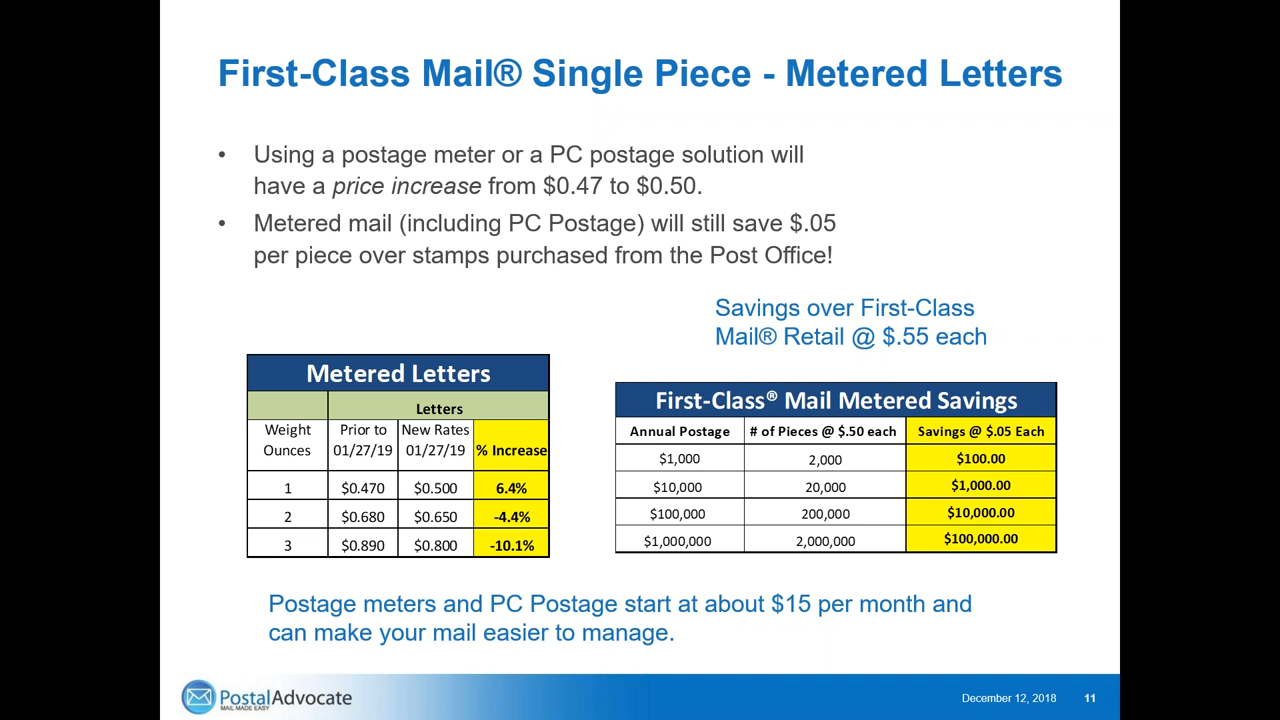 First-Class Mail® Single Piece - Metered Letters
• Using a postage meter or a PC postage solution will
have a price increase from $0.47 to $0.50.
• Metered mail (including PC Postage) will still save $.05
per piece over stamps purchased from the Post Office!
Savings over First-Class
Mail® Retail @ $.55 each
Metered Letters
Letters
Weight Ounces Prior to 01/27/19 New Rates 01/27/19 % Increase
1 $0.470 $0.500 6.4%
2 $0.680 $0.650 -4.4%
3 $0.890 $0.800 -10.1%
First-Class® Mail Metered Savings
Annual Postage # of Pieces @ $.50 each Savings @ $.05 Each
$1,000 2,000 $100.00
$10,000 20,000 $1,000.00
$100,000 200,000 $10,000.00
$1,000,000 2,000,000 $100,000.00
Postage meters and PC Postage start at about $15 per month and
can make your mail easier to manage.
PostalAdvocate
MAIL MADE EASY
December 12, 2018 11